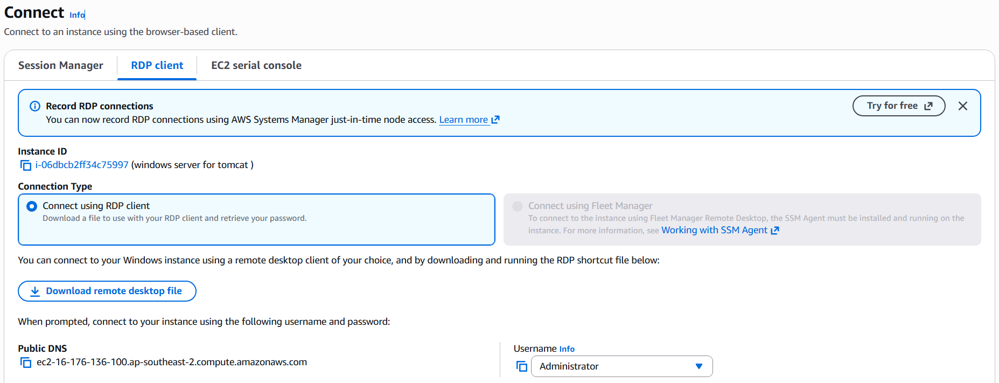 Connect Info
Connect to an instance using the browser-based client.
Session Manager
RDP client
EC2 serial console
Record RDP connections
You can now record RDP connections using AWS Systems Manager just-in-time node access. Learn more
Try for free
Instance ID
i-06dbcb2ff34c75997 (windows server for tomcat )
Connection Type
Connect using RDP client
Download a file to use with your RDP client and retrieve your password.
Connect using Fleet Manager
To connect to the instance using Fleet Manager Remote Desktop, the SSM Agent must be installed and running on the
instance. For more information, see Working with SSM Agent
You can connect to your Windows instance using a remote desktop client of your choice, and by downloading and running the RDP shortcut file below:
Download remote desktop file
When prompted, connect to your instance using the following username and password:
Public DNS
ec2-16-176-136-100.ap-southeast-2.compute.amazonaws.com
Username Info
Administrator